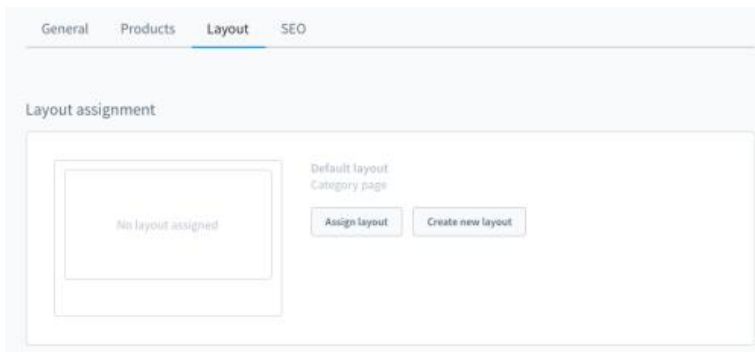 General Products Layout SEO
Layout assignment
Default layout
Category page
No layout assigned
Assign layout Create new layout